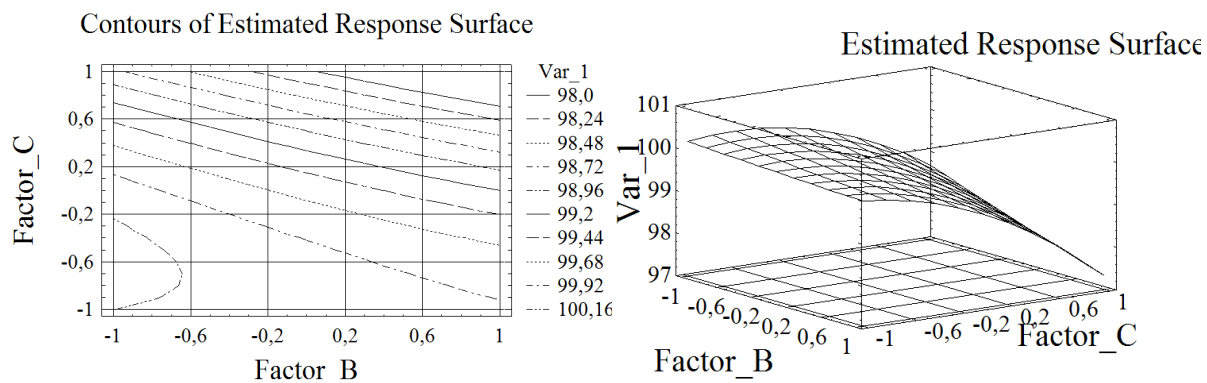 Contours of Estimated Response Surface
1
0,6
0,2
-0,2
-0,6
-1
Factor_C
-1 -0,6 -0,2 0,2 0,6 1
Factor_B
Var_1
98,0
98,24
98,48
98,72
98,96
99,2
99,44
99,68
99,92
100,16
Estimated Response Surface
101
100
99
98
97
Var_1
-1 -0,6 -0,2 0,2 0,6 1
Factor_B
-1 -0,6 -0,2 0,2 0,6 1
Factor_C